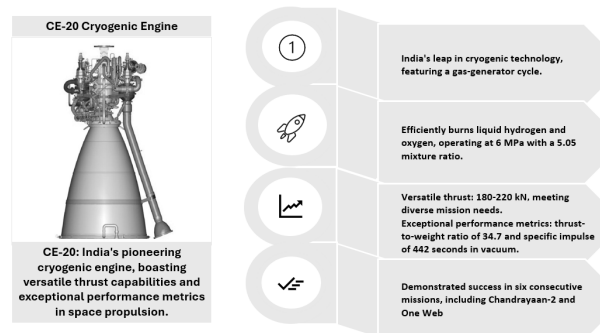 CE-20 Cryogenic Engine
CE-20: India's pioneering
cryogenic engine, boasting
versatile thrust capabilities and
exceptional performance metrics
in space propulsion.
1
India's leap in cryogenic technology,
featuring a gas-generator cycle.
Efficiently burns liquid hydrogen and
oxygen, operating at 6 MPa with a 5.05
mixture ratio.
Versatile thrust: 180-220 kN, meeting
diverse mission needs.
Exceptional performance metrics: thrust-
to-weight ratio of 34.7 and specific impulse
of 442 seconds in vacuum.
Demonstrated success in six consecutive
missions, including Chandrayaan-2 and
One Web